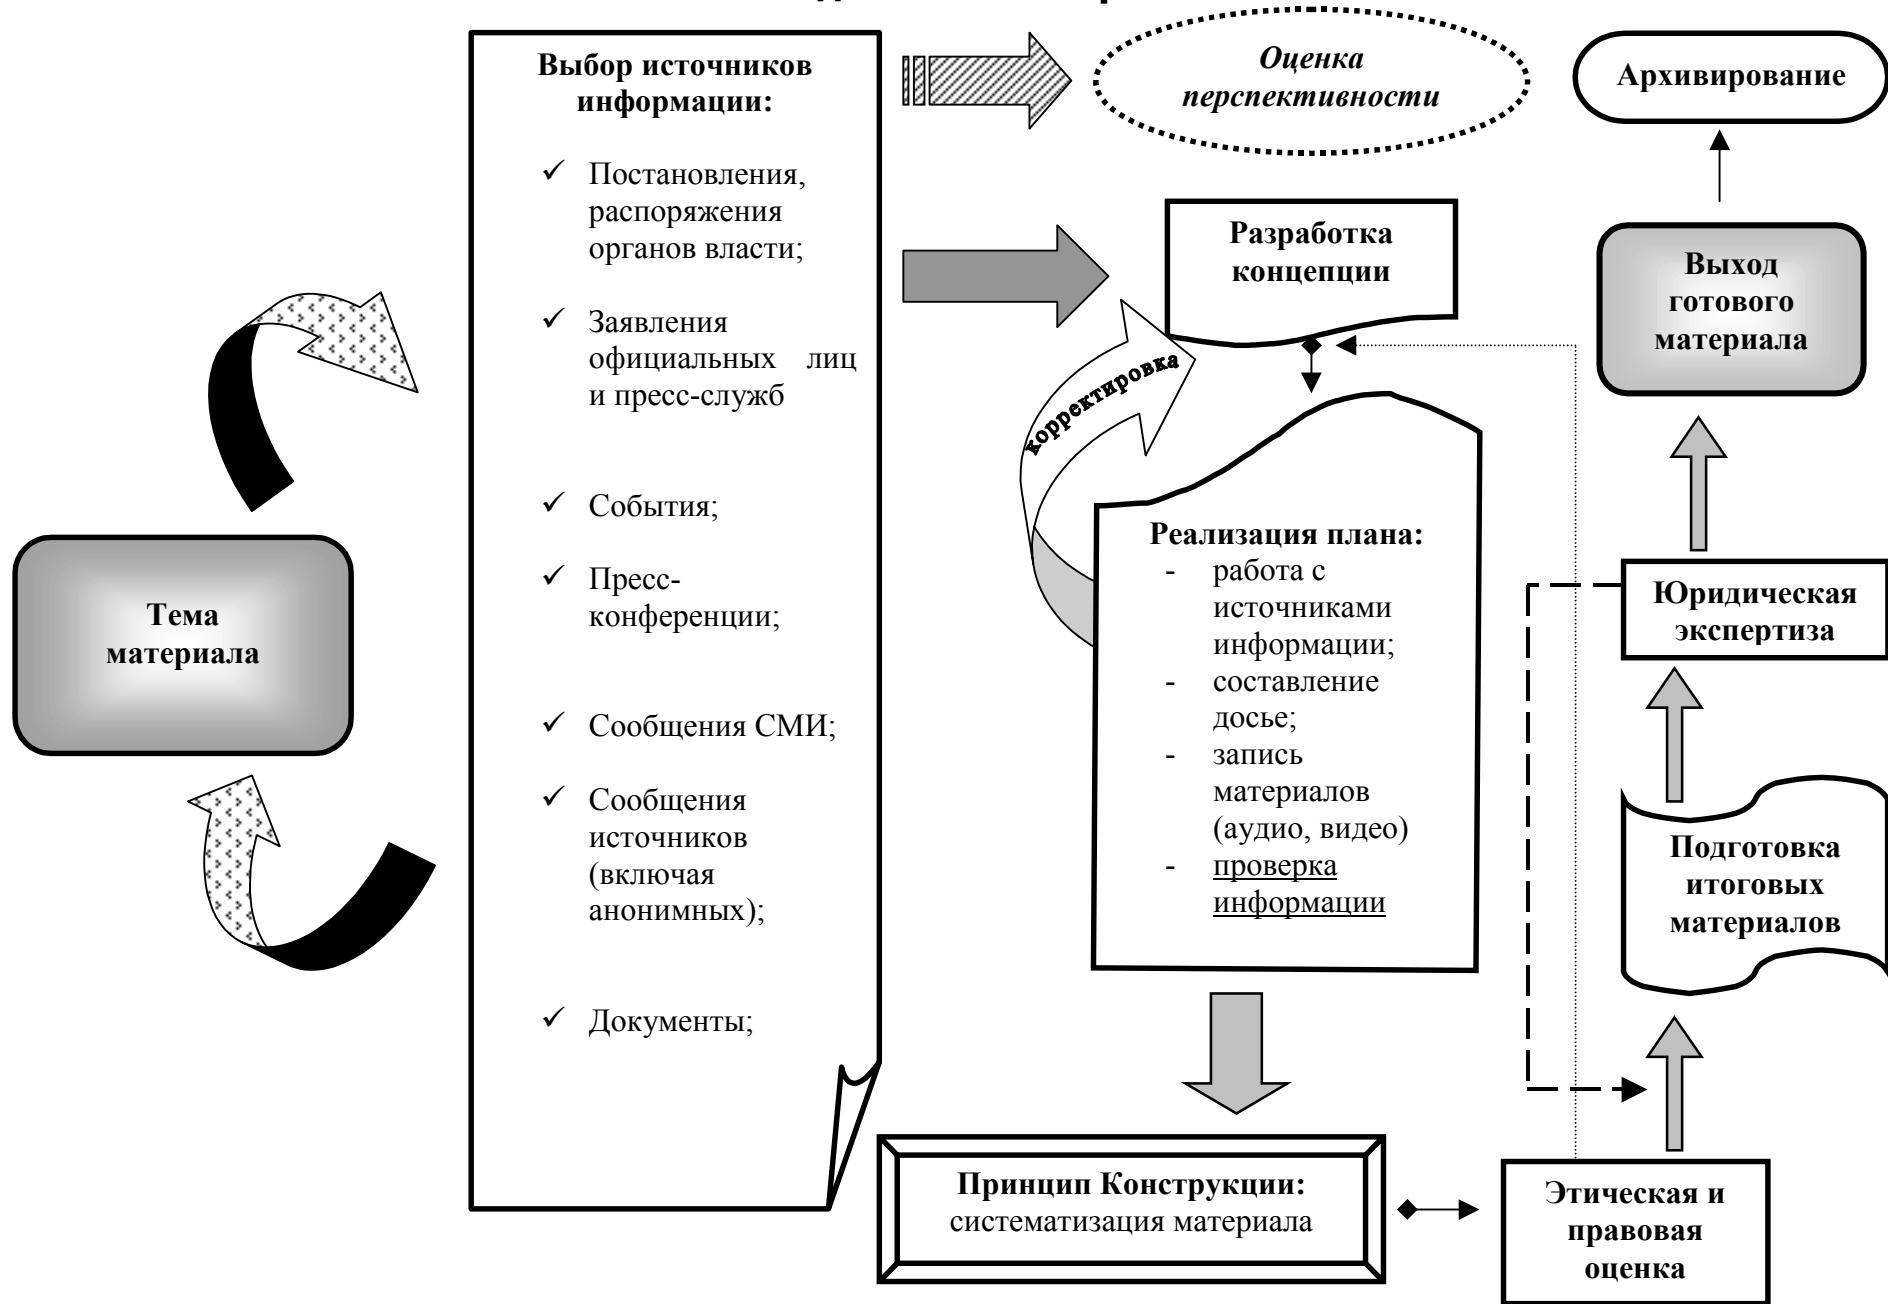 Тема
материала
Выбор источников
информации:
✓ Постановления,
распоряжения
органов власти;
✓ Заявления
официальных лиц
и пресс-служб
✓ События;
✓ Пресс-
конференции;
✓ Сообщения СМИ;
✓ Сообщения
источников
(включая
анонимных);
✓ Документы;
Оценка
перспективности
Разработка
концепции
корректировка
Реализация плана:
- работа с
источниками
информации;
- составление
досье;
- запись
материалов
(аудио, видео)
- проверка
информации
Принцип Конструкции:
систематизация материала
Этическая и
правовая
оценка
Подготовка
итоговых
материалов
Юридическая
экспертиза
Выход
готового
материала
Архивирование